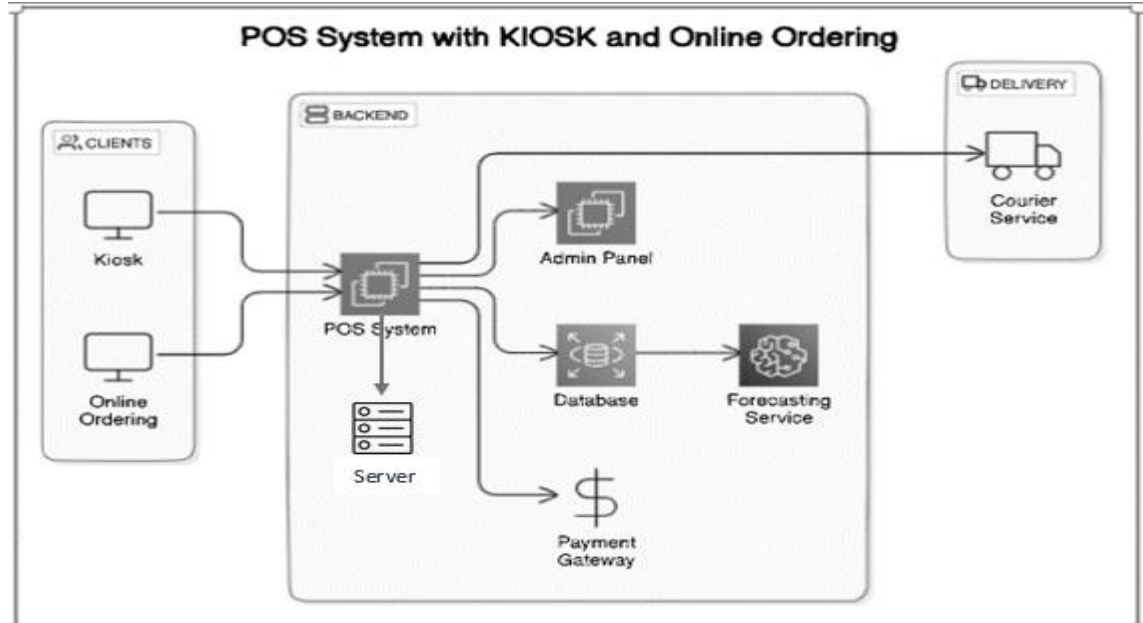 POS System with KIOSK and Online Ordering
CLIENTS
Kiosk
Online
Ordering
BACKEND
POS System
Server
Admin Panel
Database
Forecasting
Service
Payment
Gateway
DELIVERY
Courier
Service